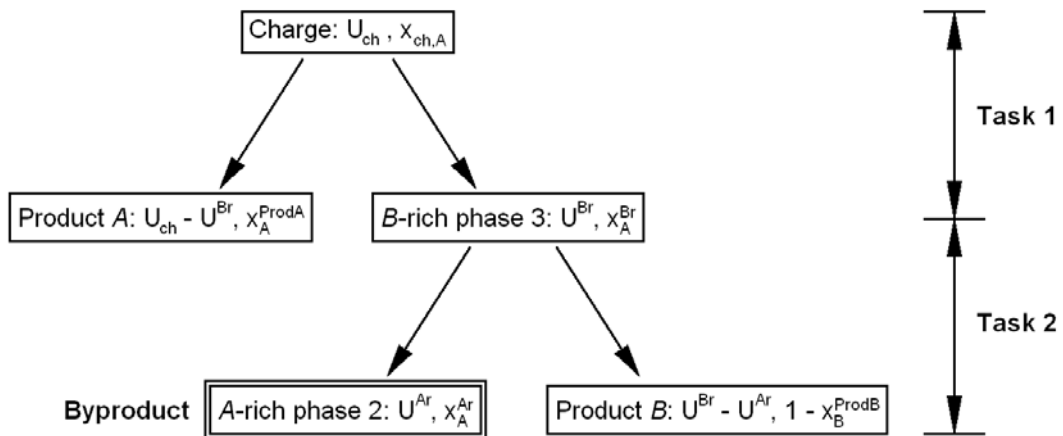 Charge: U_ch , x_ch,A
Task 1
Product A: U_ch - U^Br, x_A^ProdA
B-rich phase 3: U^Br, x_A^Br
Task 2
Byproduct
A-rich phase 2: U^Ar, x_A^Ar
Product B: U^Br - U^Ar, 1 - x_B^ProdB